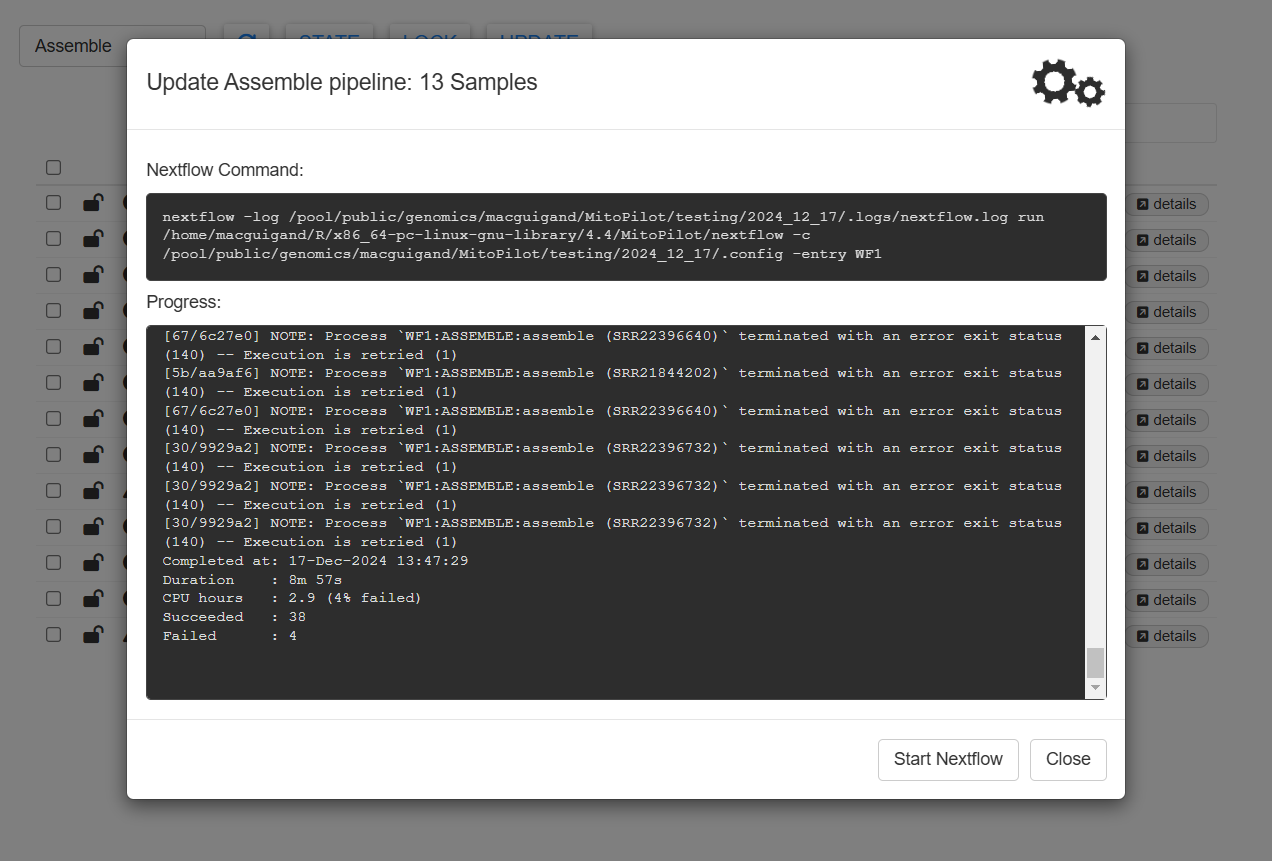 Assemble
STATE
LOCK
UPDATE
Update Assemble pipeline: 13 Samples
Nextflow Command:
nextflow -log /pool/public/genomics/macguigand/MitoPilot/testing/2024_12_17/.logs/nextflow.log run
/home/macguigand/R/x86_64-pc-linux-gnu-library/4.4/MitoPilot/nextflow -c
/pool/public/genomics/macguigand/MitoPilot/testing/2024_12_17/.config -entry WF1
Progress:
[67/6c27e0] NOTE: Process `WF1:ASSEMBLE:assemble (SRR22396640)` terminated with an error exit status
(140) -- Execution is retried (1)
[5b/aa9af6] NOTE: Process `WF1:ASSEMBLE:assemble (SRR21844202)` terminated with an error exit status
(140) -- Execution is retried (1)
[67/6c27e0] NOTE: Process `WF1:ASSEMBLE:assemble (SRR22396640)` terminated with an error exit status
(140) -- Execution is retried (1)
[30/9929a2] NOTE: Process `WF1:ASSEMBLE:assemble (SRR22396732)` terminated with an error exit status
(140) -- Execution is retried (1)
[30/9929a2] NOTE: Process `WF1:ASSEMBLE:assemble (SRR22396732)` terminated with an error exit status
(140) -- Execution is retried (1)
[30/9929a2] NOTE: Process `WF1:ASSEMBLE:assemble (SRR22396732)` terminated with an error exit status
(140) -- Execution is retried (1)
Completed at: 17-Dec-2024 13:47:29
Duration    : 8m 57s
CPU hours   : 2.9 (4% failed)
Succeeded   : 38
Failed      : 4
Start Nextflow
Close
details
details
details
details
details
details
details
details
details
details
details
details
details